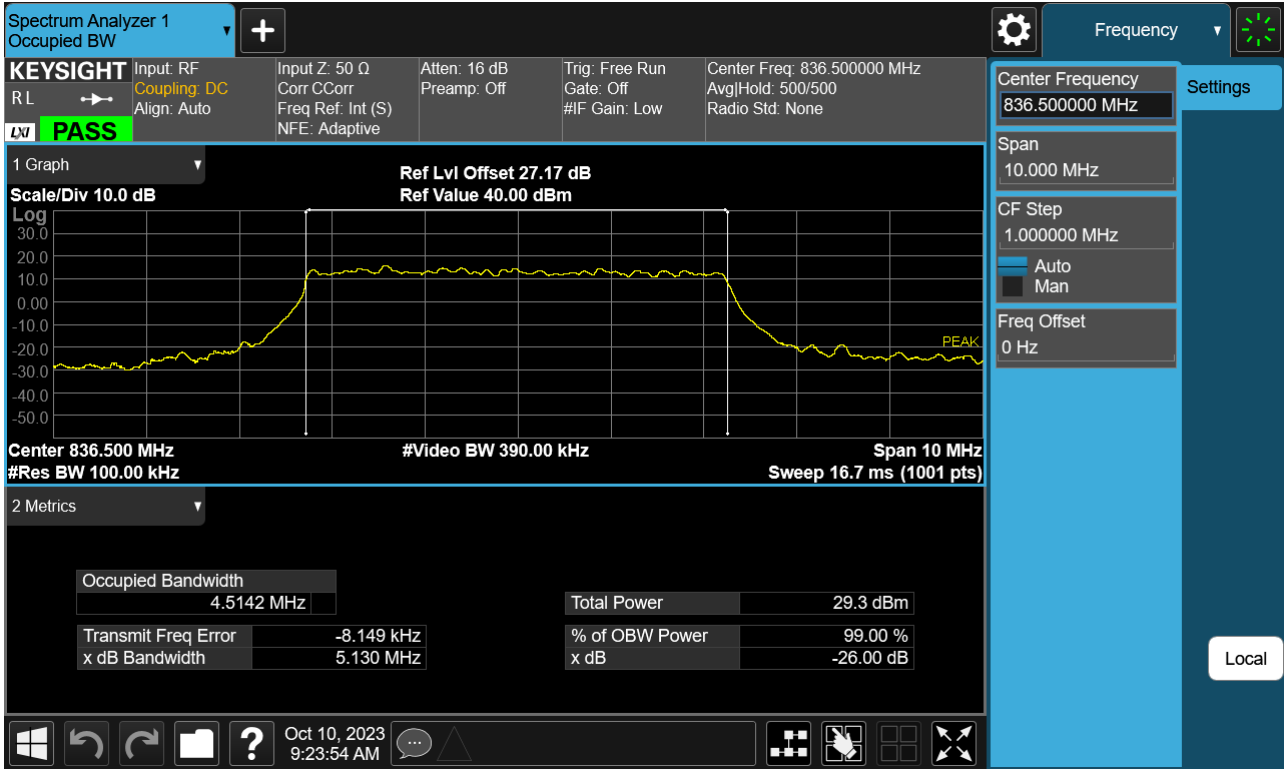 Spectrum Analyzer 1
Occupied BW
Frequency
KEYSIGHT
R L
LXI PASS
Input: RF
Coupling: DC
Align: Auto
Input Z: 50 Ω
Corr CCorr
Freq Ref: Int (S)
NFE: Adaptive
Atten: 16 dB
Preamp: Off
Trig: Free Run
Gate: Off
#IF Gain: Low
Center Freq: 836.500000 MHz
Avg|Hold: 500/500
Radio Std: None
1 Graph
Scale/Div 10.0 dB
Ref Lvl Offset 27.17 dB
Ref Value 40.00 dBm
Log
30.0
20.0
10.0
0.00
-10.0
-20.0
-30.0
-40.0
-50.0
PEAK
Center 836.500 MHz
#Video BW 390.00 kHz
Span 10 MHz
#Res BW 100.00 kHz
Sweep 16.7 ms (1001 pts)
2 Metrics
Occupied Bandwidth
4.5142 MHz
Transmit Freq Error -8.149 kHz
x dB Bandwidth 5.130 MHz
Total Power 29.3 dBm
% of OBW Power 99.00 %
x dB -26.00 dB
Center Frequency
836.500000 MHz
Span
10.000 MHz
CF Step
1.000000 MHz
Auto
Man
Freq Offset
0 Hz
Settings
Local
?
Oct 10, 2023
9:23:54 AM